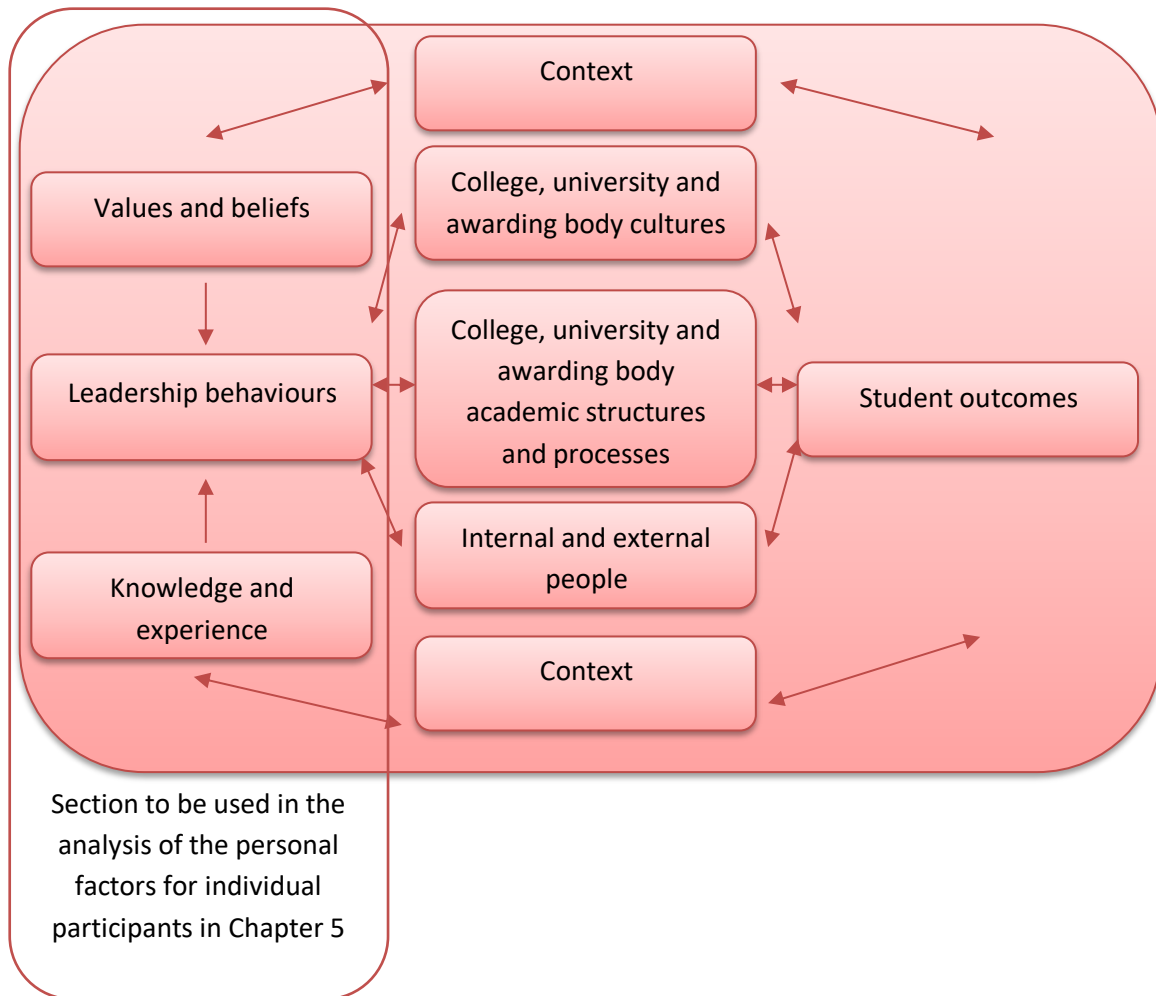 Context
College, university and
awarding body cultures
Values and beliefs
College, university and
awarding body
academic structures
and processes
Leadership behaviours
Student outcomes
Internal and external
people
Knowledge and
experience
Context
Section to be used in the
analysis of the personal
factors for individual
participants in Chapter 5